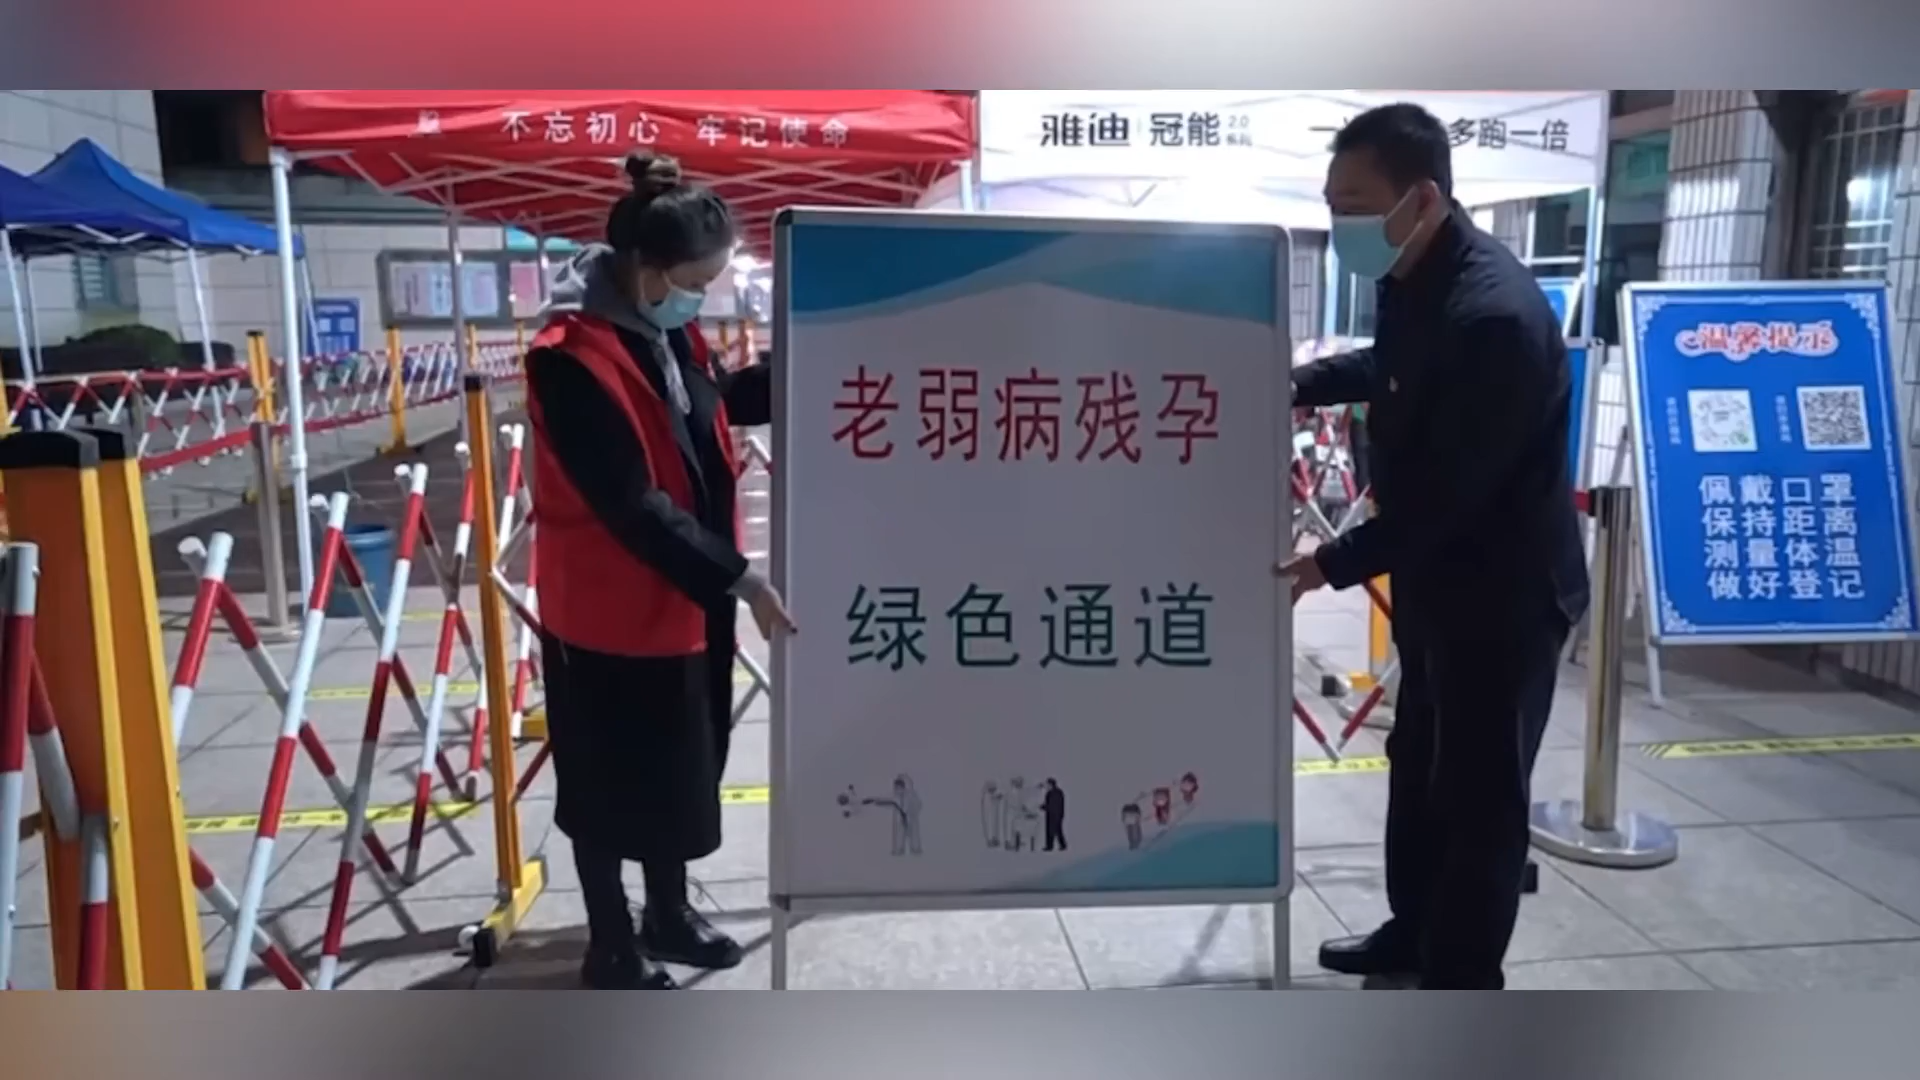 不忘初心 牢记使命
雅迪 冠能 2.0
多跑一倍
老弱病残孕
绿色通道
温馨提示
佩戴口罩
保持距离
测量体温
做好登记